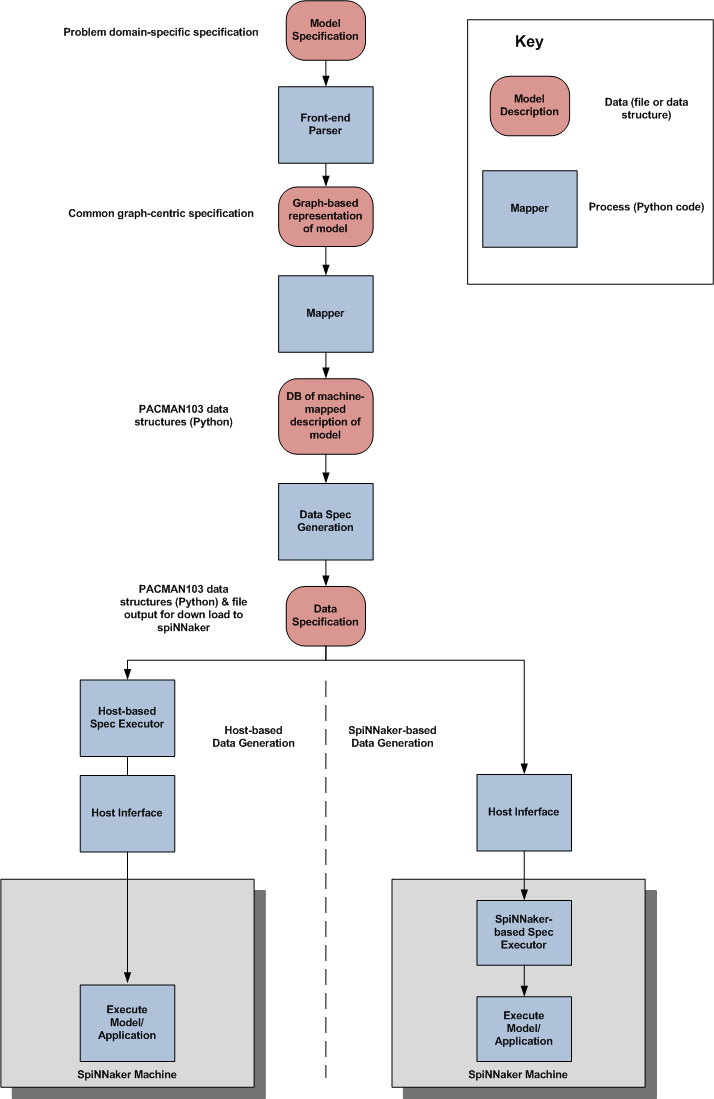 Model
Specification
Problem domain-specific specification
Key
Model
Description
Data (file or data
structure)
Front-end
Parser
Mapper
Process (Python code)
Common graph-centric specification
Graph-based
representation
of model
Mapper
PACMAN103 data
structures (Python)
DB of machine-
mapped
description of
model
Data Spec
Generation
PACMAN103 data
structures (Python) & file
output for down load to
spiNNaker
Data
Specification
Host-based
Spec Executor
Host-based
Data Generation
SpiNNaker-based
Data Generation
Host Inferface
Host Inferface
SpiNNaker-
based Spec
Executor
Execute
Model/
Application
Execute
Model/
Application
SpiNNaker Machine
SpiNNaker Machine